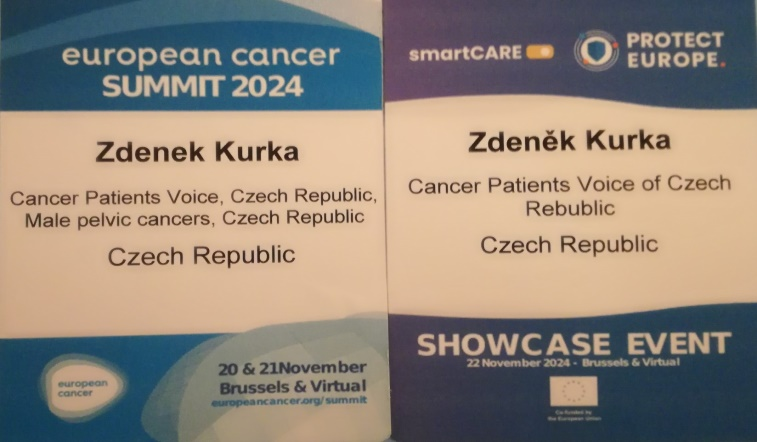 european cancer
SUMMIT 2024
Zdenek Kurka
Cancer Patients Voice, Czech Republic,
Male pelvic cancers, Czech Republic
Czech Republic
european
cancer
20 & 21November
Brussels & Virtual
europeancancer.org/summit
smartCARE
PROTECT
EUROPE.
Zdeněk Kurka
Cancer Patients Voice of Czech
Rebublic
Czech Republic
SHOWCASE EVENT
22 November 2024 - Brussels & Virtual
Co-funded by
the European Union